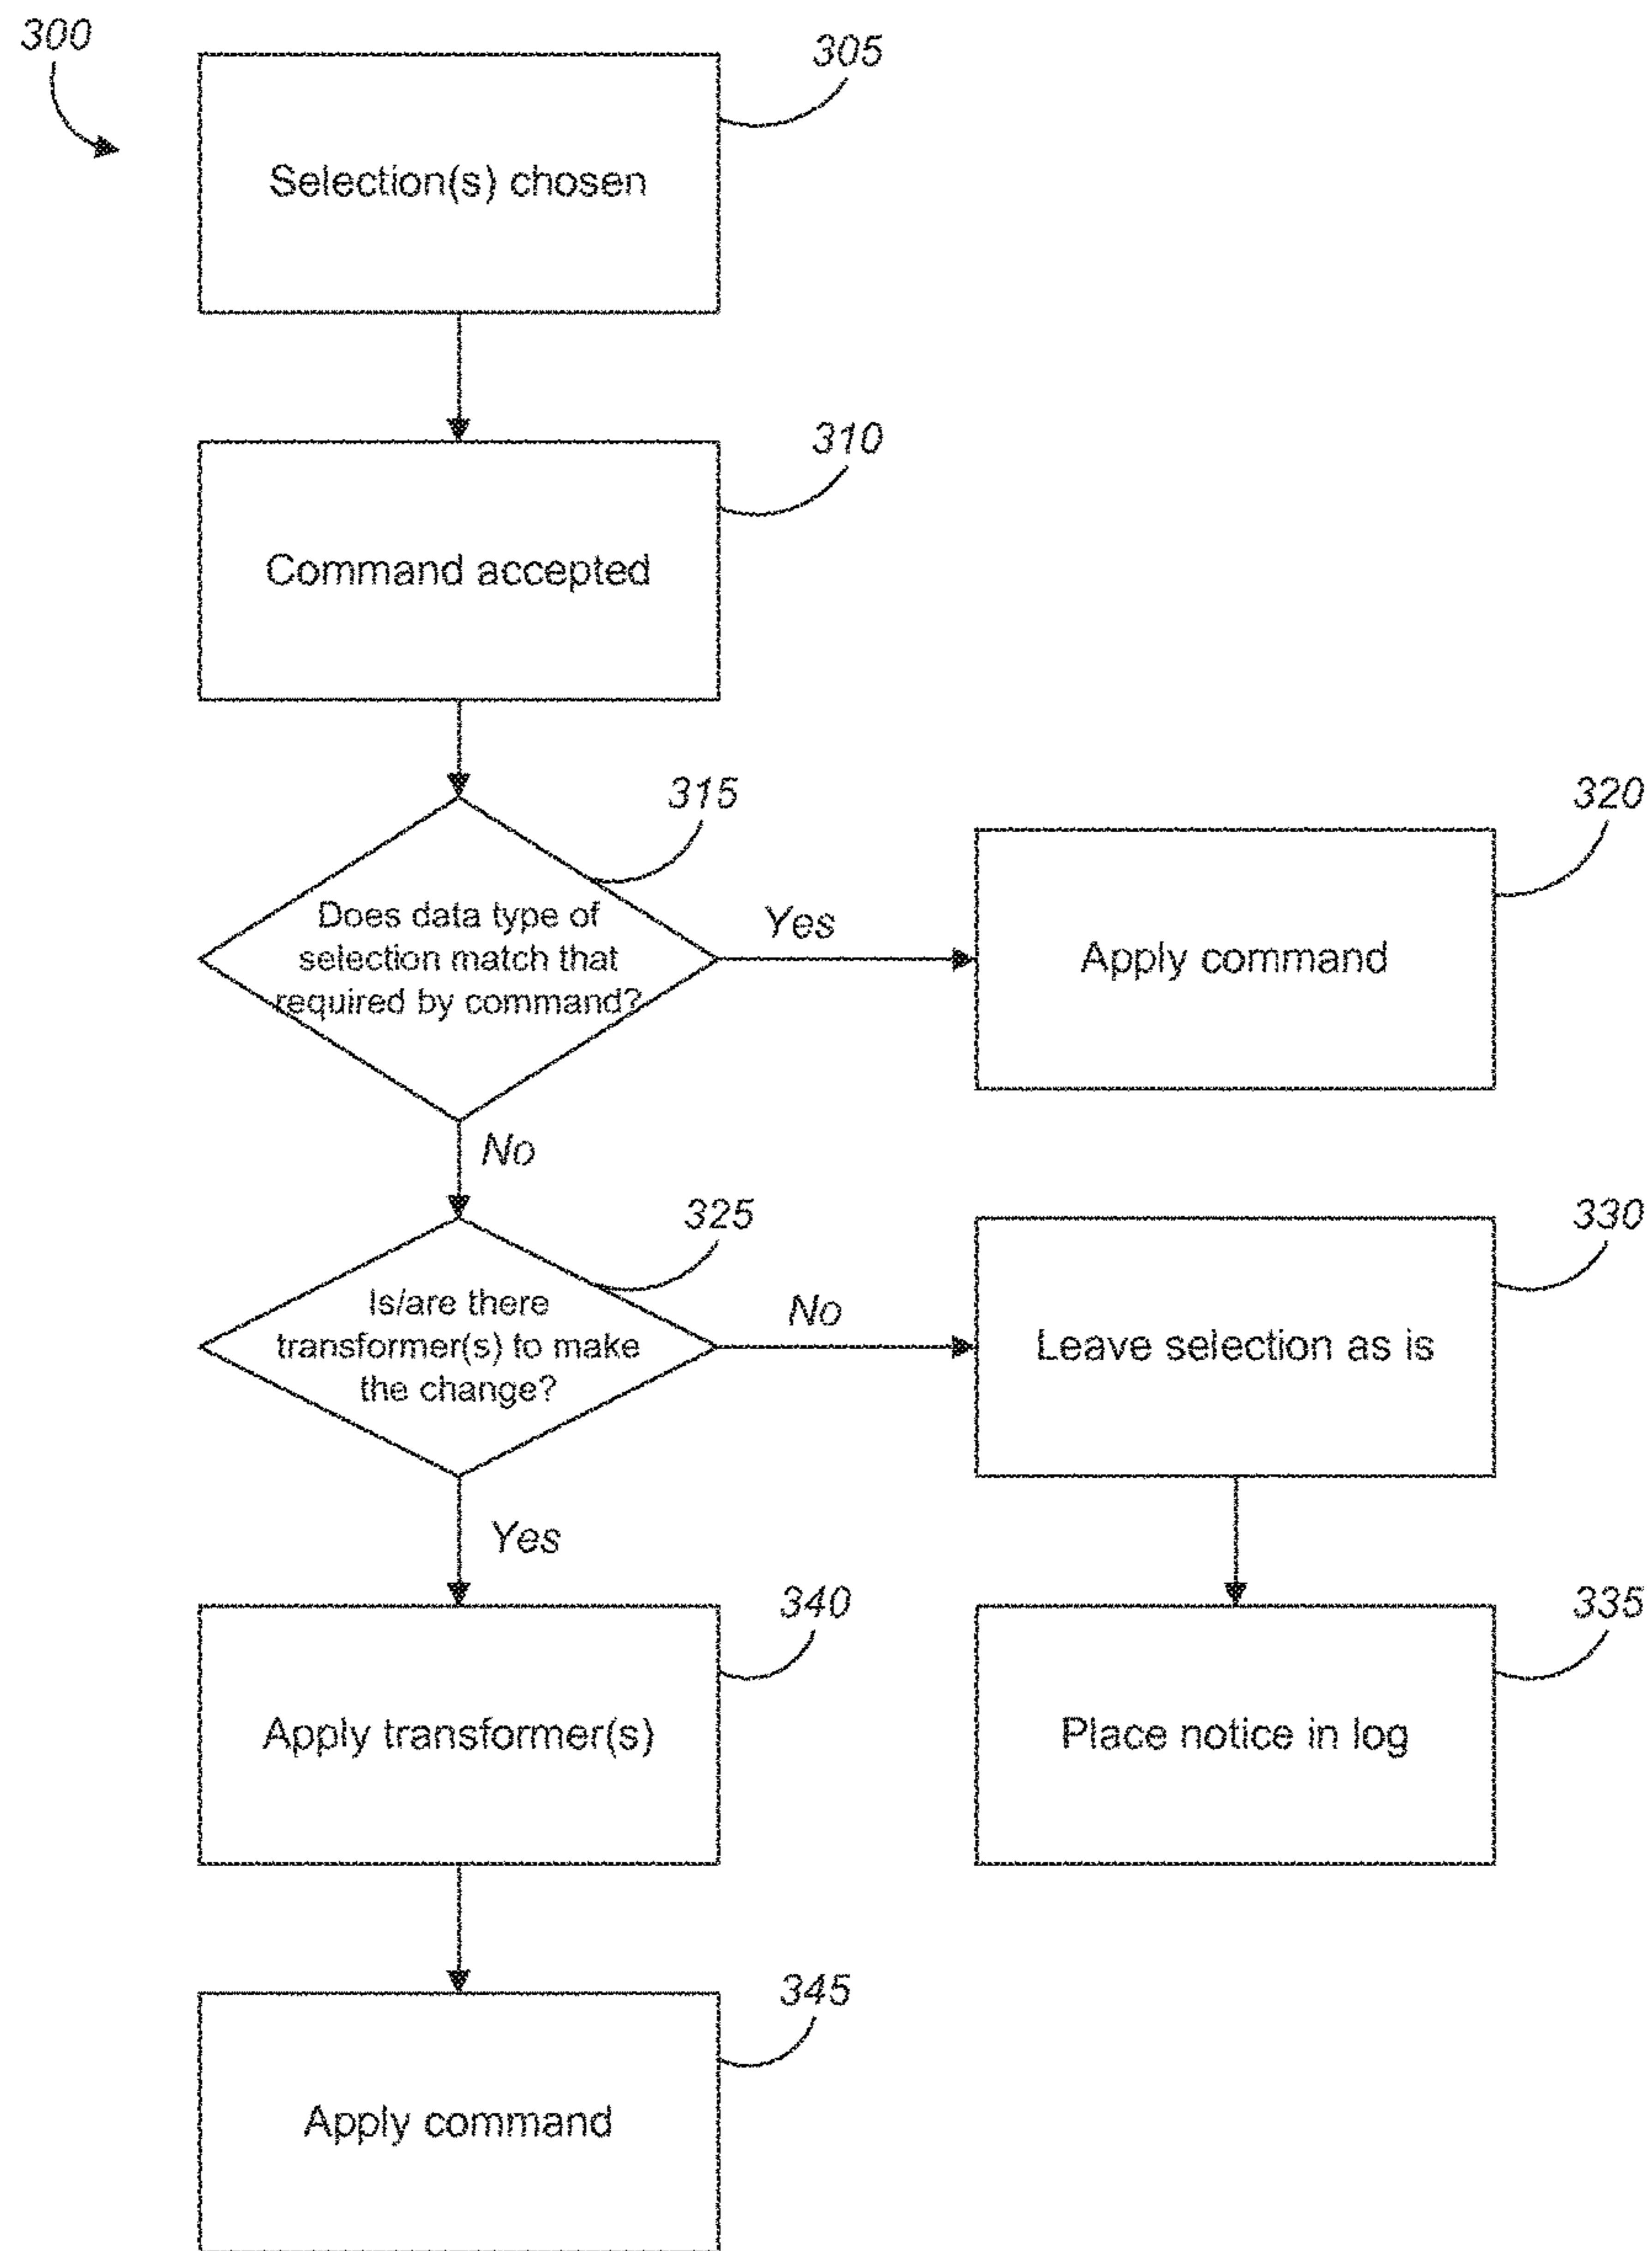 300
305
Selection(s) chosen
310
Command accepted
315
Does data type of
selection match that
required by command?
Yes
320
Apply command
No
325
Is/are there
transformer(s) to make
the change?
No
330
Leave selection as is
Yes
340
Apply transformer(s)
335
Place notice in log
345
Apply command